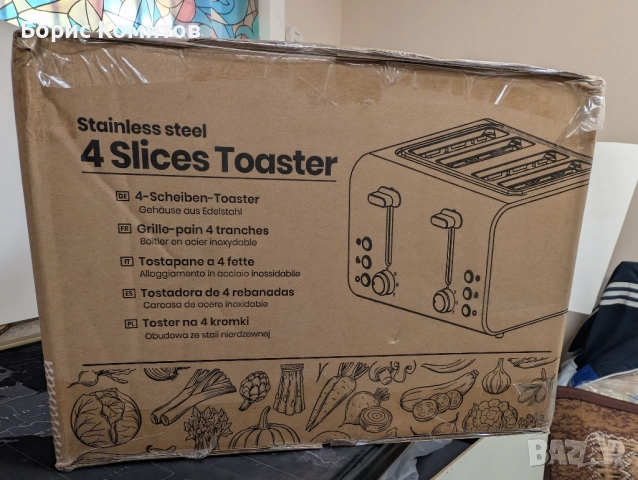 Борис Комитов
Stainless steel
4 Slices Toaster
DE 4-Scheiben-Toaster
Gehäuse aus Edelstahl
FR Grille-pain 4 tranches
Boîtier en acier inoxydable
IT Tostapane a 4 fette
Alloggiamento in acciaio inossidabile
ES Tostadora de 4 rebanadas
Carcasa de acero inoxidable
PL Toster na 4 kromki
Obudowa ze stali nierdzewnej
BAZAR